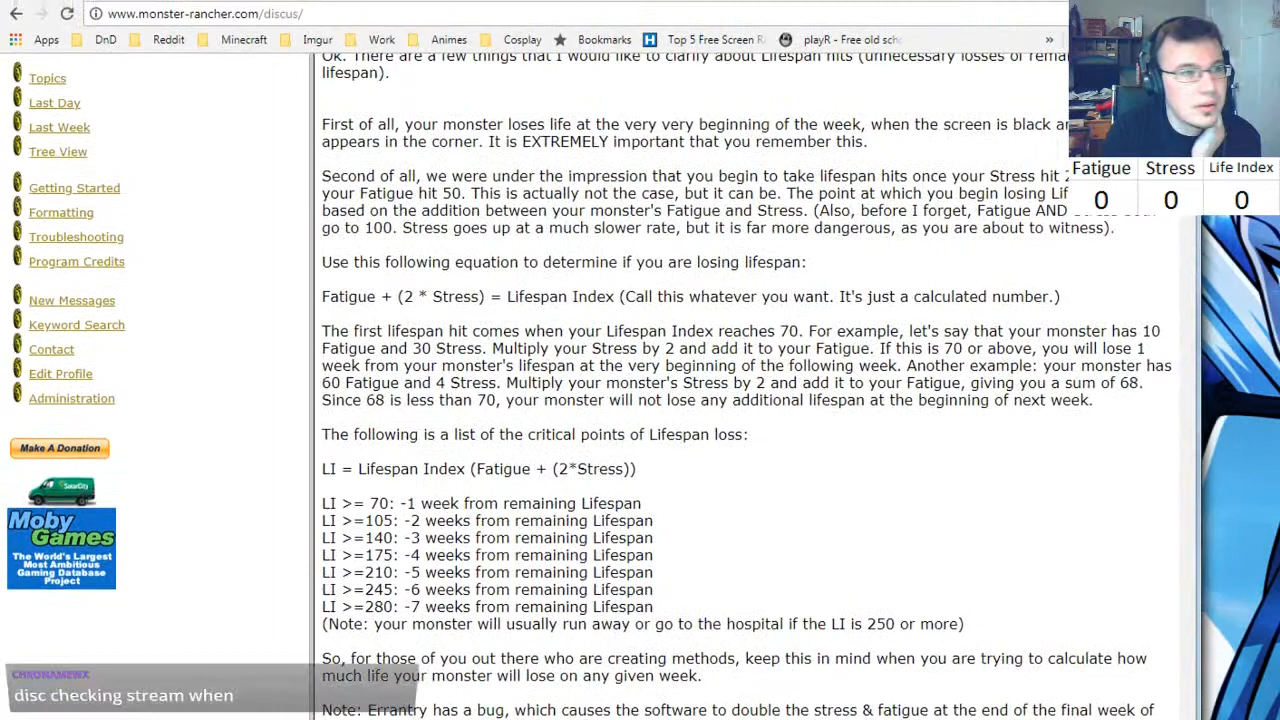 www.monster-rancher.com/discus/
Apps DnD Reddit Minecraft Imgur Work Animes Cosplay Bookmarks Top 5 Free Screen R playR – Free old sch »
Topics
Last Day
Last Week
Tree View
Getting Started
Formatting
Troubleshooting
Program Credits
New Messages
Keyword Search
Contact
Edit Profile
Administration
Make A Donation
SolarCity
Moby
Games™
The World's Largest
Most Ambitious
Gaming Database
Project
Ok. There are a few things that I would like to clarify about Lifespan hits (unnecessary losses of
lifespan).
First of all, your monster loses life at the very very beginning of the week, when the screen is black
appears in the corner. It is EXTREMELY important that you remember this.
Second of all, we were under the impression that you begin to take lifespan hits once your Stress hit
your Fatigue hit 50. This is actually not the case, but it can be. The point at which you begin losing
based on the addition between your monster's Fatigue and Stress. (Also, before I forget, Fatigue AND
go to 100. Stress goes up at a much slower rate, but it is far more dangerous, as you are about to witness).
Use this following equation to determine if you are losing lifespan:
Fatigue + (2 * Stress) = Lifespan Index (Call this whatever you want. It's just a calculated number.)
The first lifespan hit comes when your Lifespan Index reaches 70. For example, let's say that your monster has 10
Fatigue and 30 Stress. Multiply your Stress by 2 and add it to your Fatigue. If this is 70 or above, you will lose 1
week from your monster's lifespan at the very beginning of the following week. Another example: your monster has
60 Fatigue and 4 Stress. Multiply your monster's Stress by 2 and add it to your Fatigue, giving you a sum of 68.
Since 68 is less than 70, your monster will not lose any additional lifespan at the beginning of next week.
The following is a list of the critical points of Lifespan loss:
LI = Lifespan Index (Fatigue + (2*Stress))
LI >= 70: -1 week from remaining Lifespan
LI >=105: -2 weeks from remaining Lifespan
LI >=140: -3 weeks from remaining Lifespan
LI >=175: -4 weeks from remaining Lifespan
LI >=210: -5 weeks from remaining Lifespan
LI >=245: -6 weeks from remaining Lifespan
LI >=280: -7 weeks from remaining Lifespan
(Note: your monster will usually run away or go to the hospital if the LI is 250 or more)
So, for those of you out there who are creating methods, keep this in mind when you are trying to calculate how
much life your monster will lose on any given week.
Note: Errantry has a bug, which causes the software to double the stress & fatigue at the end of the final week of
Fatigue Stress Life Index
0 0 0
disc checking stream when